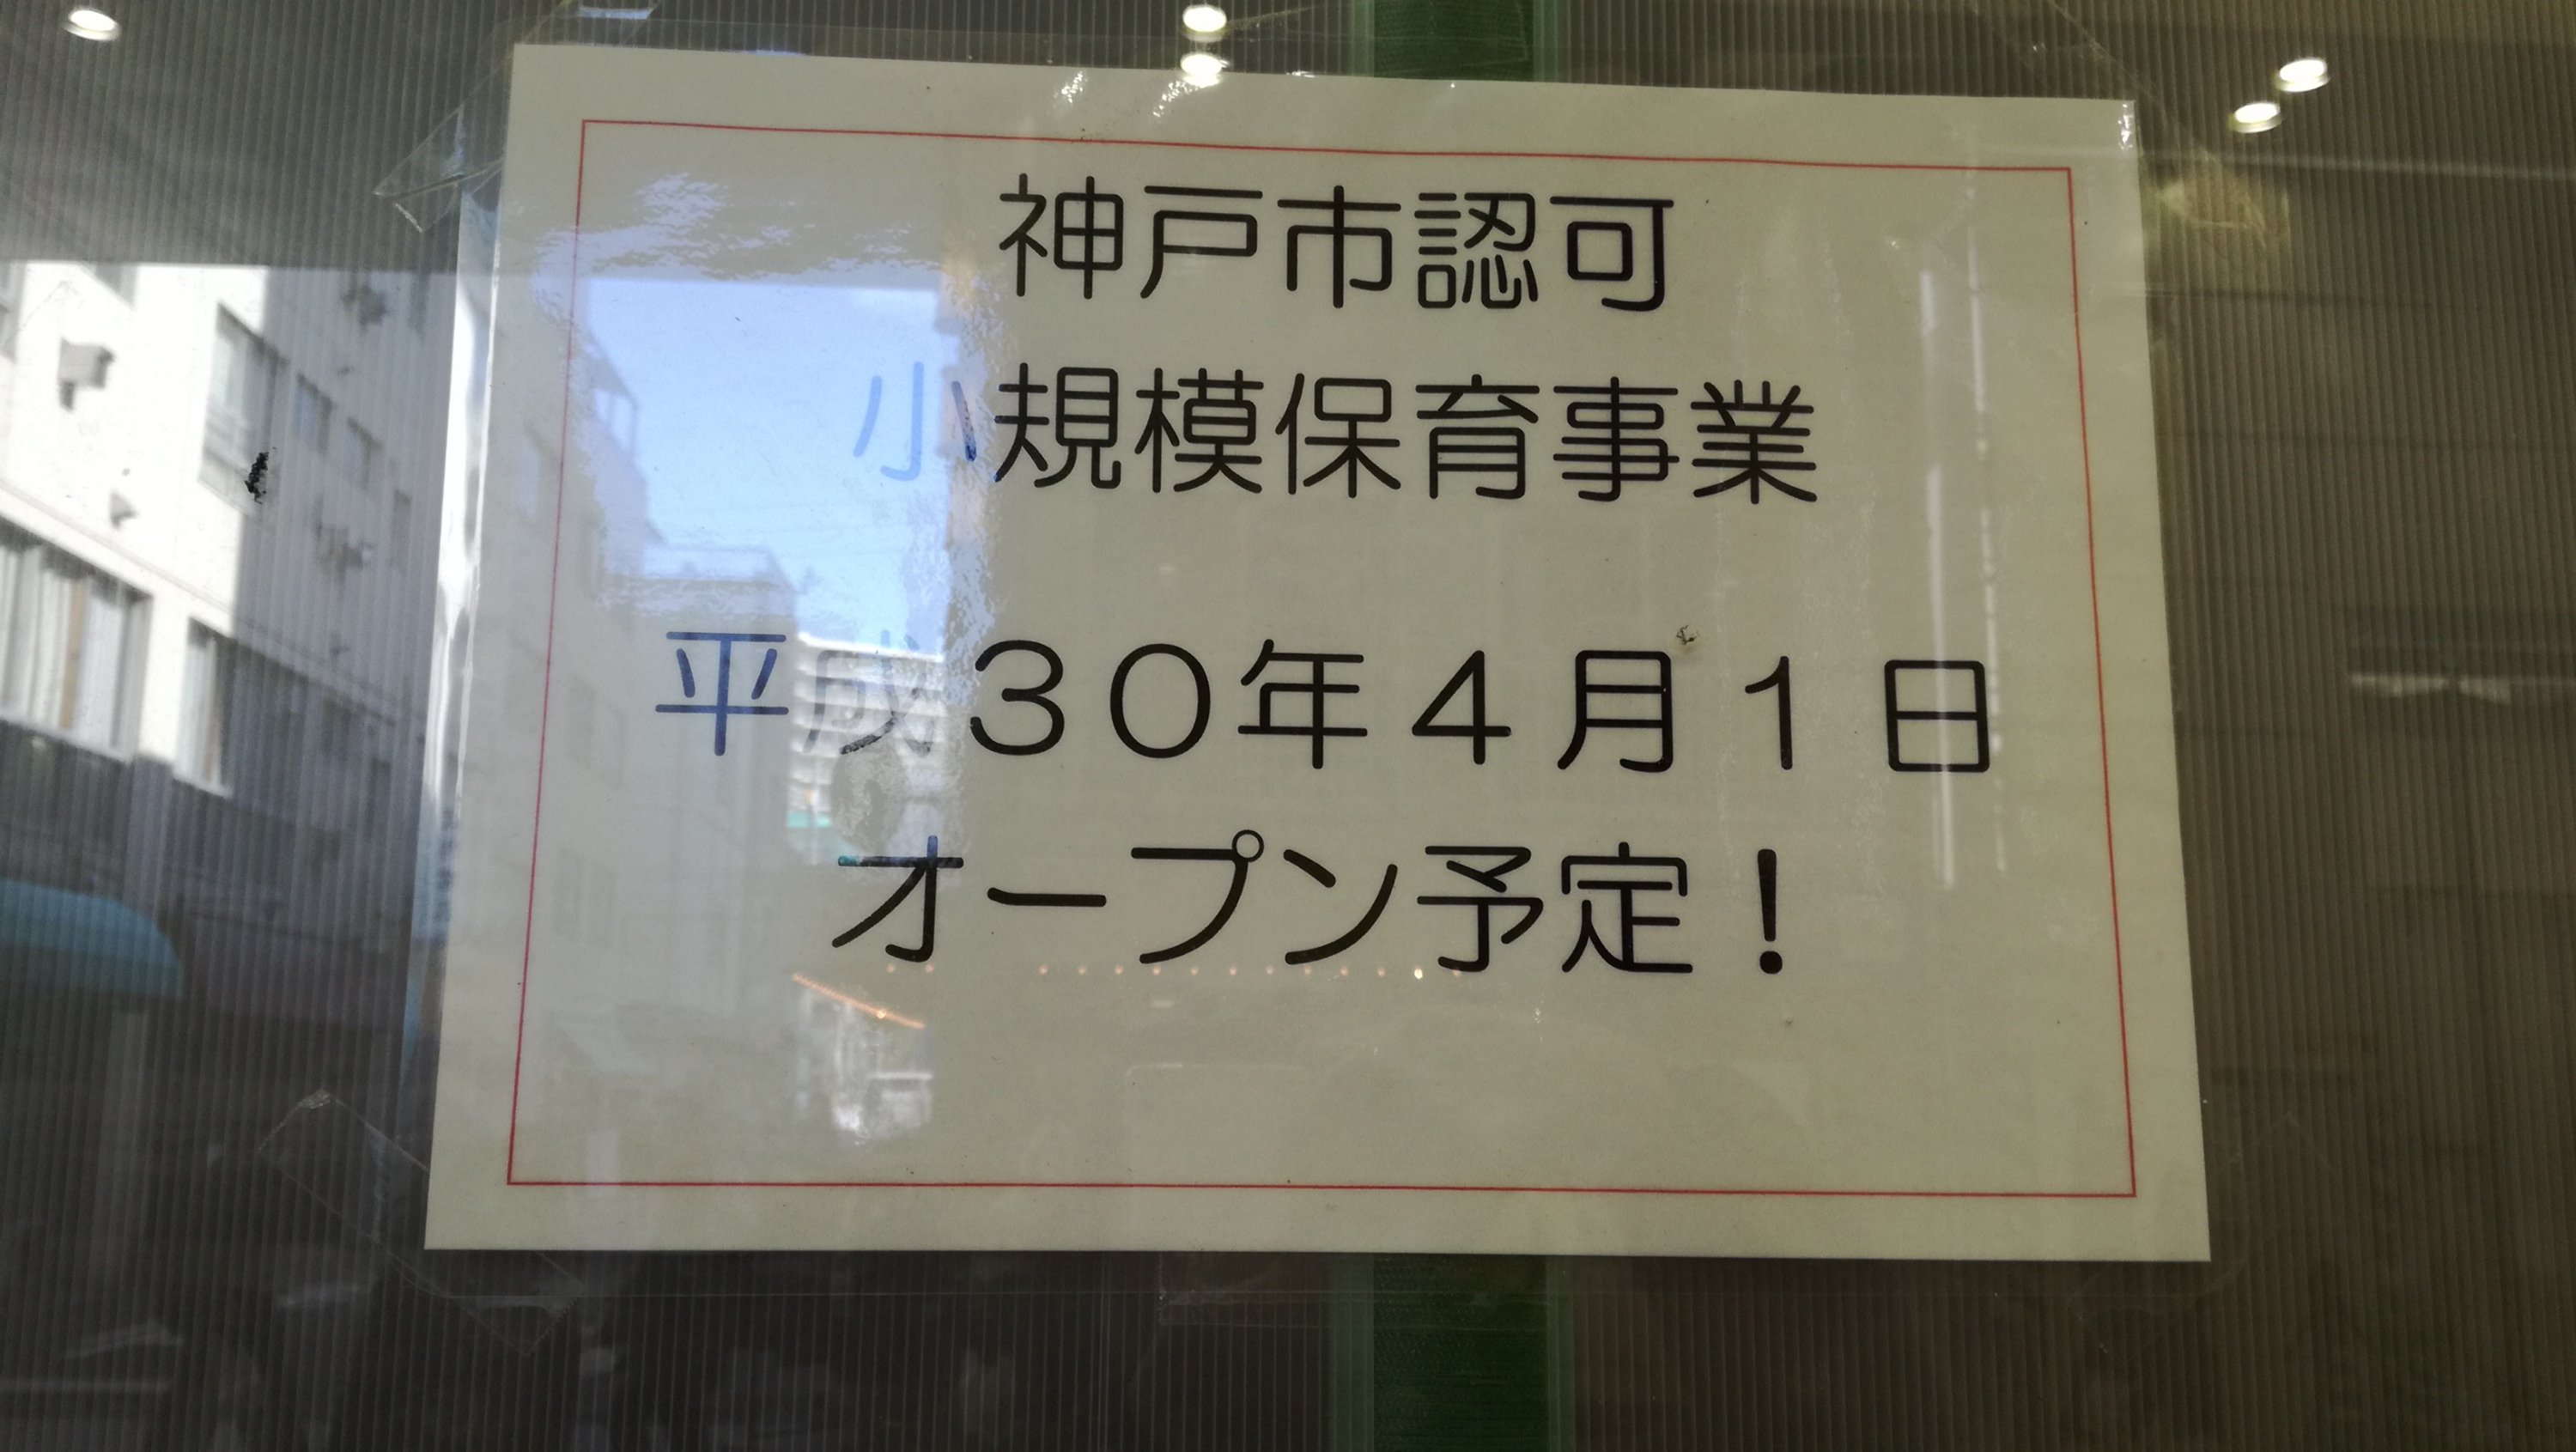 神戸市認可
小規模保育事業
平成３０年４月１日
オープン予定！